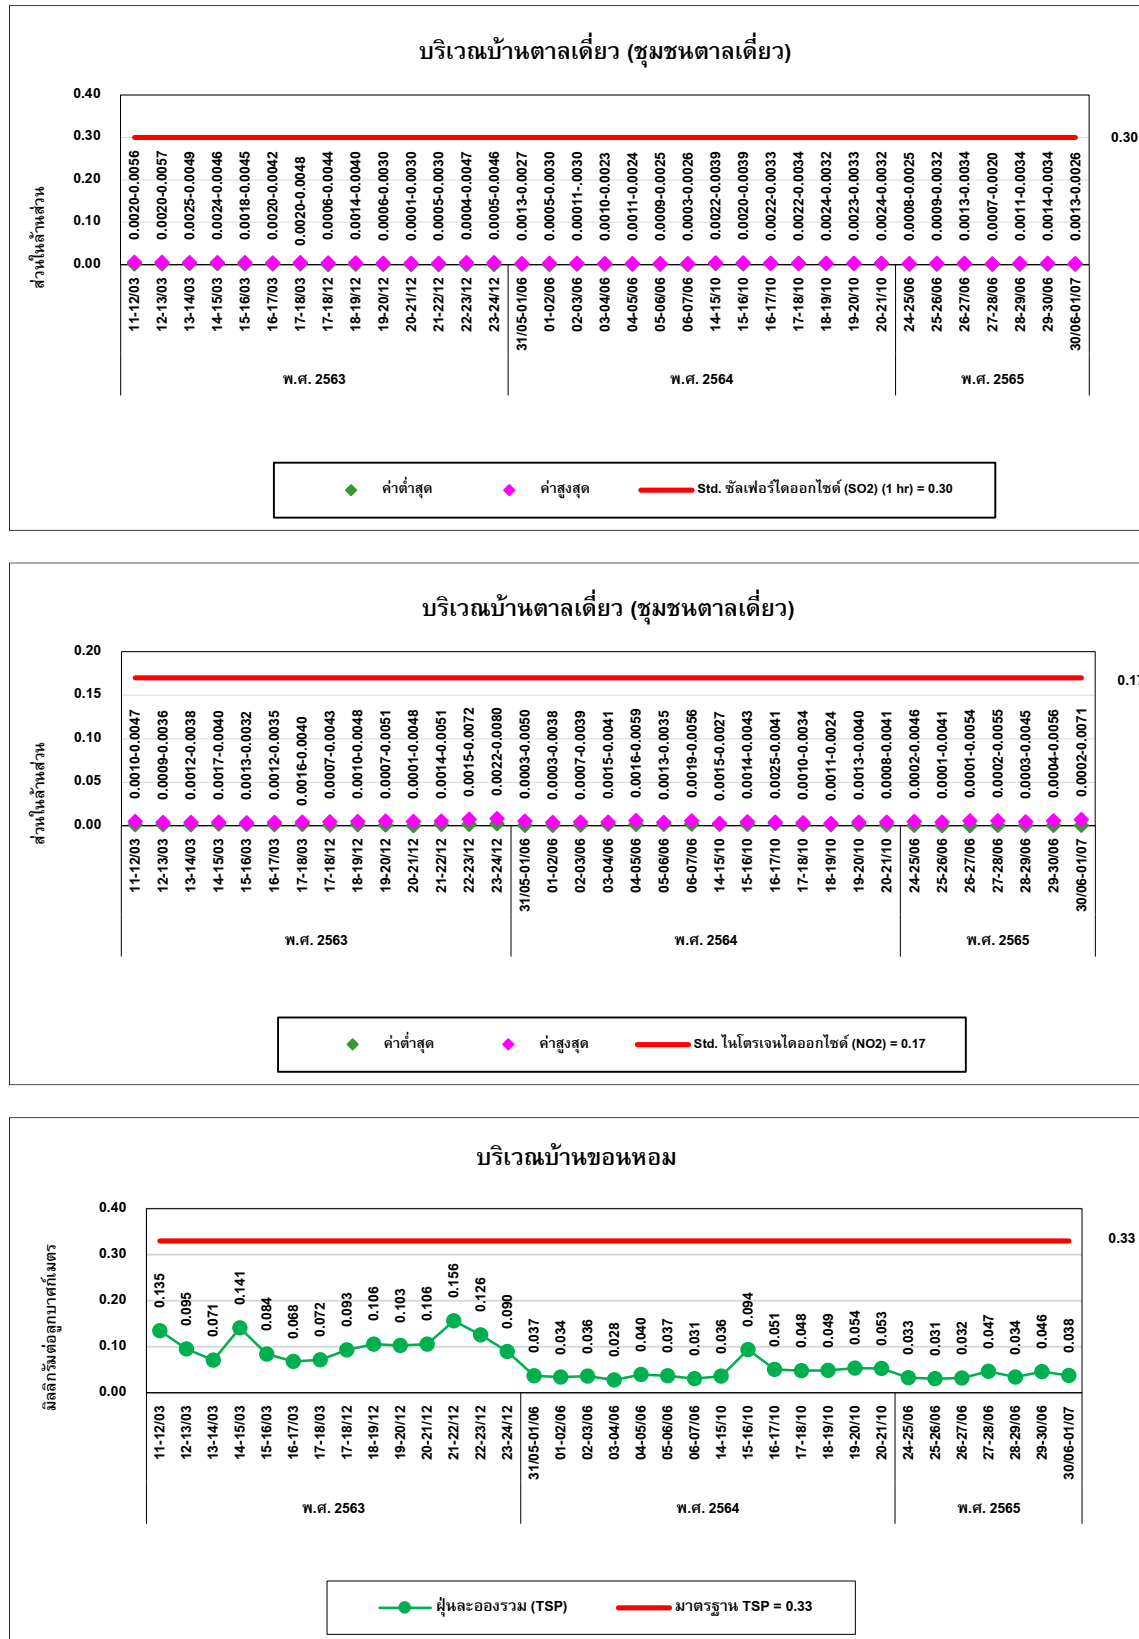 บริเวณบ้านตาลเดี่ยว (ชุมชนตาลเดี่ยว)
0.40
0.30
0.20
0.10
0.00
ส่วนในล้านส่วน
0.30
0.0020-0.0056 0.0020-0.0057 0.0025-0.0049 0.0024-0.0046 0.0018-0.0045 0.0020-0.0042 0.0020-0.0048 0.0006-0.0044 0.0014-0.0040 0.0006-0.0030 0.0001-0.0030 0.0005-0.0030 0.0004-0.0047 0.0005-0.0046 0.0013-0.0027 0.0005-0.0030 0.00011-.0030 0.0010-0.0023 0.0011-0.0024 0.0009-0.0025 0.0003-0.0026 0.0022-0.0039 0.0020-0.0039 0.0022-0.0033 0.0022-0.0034 0.0024-0.0032 0.0023-0.0033 0.0024-0.0032 0.0008-0.0025 0.0009-0.0032 0.0013-0.0034 0.0007-0.0020 0.0011-0.0034 0.0014-0.0034 0.0013-0.0026
11-12/03 12-13/03 13-14/03 14-15/03 15-16/03 16-17/03 17-18/03 17-18/12 18-19/12 19-20/12 20-21/12 21-22/12 22-23/12 23-24/12 31/05-01/06 01-02/06 02-03/06 03-04/06 04-05/06 05-06/06 06-07/06 14-15/10 15-16/10 16-17/10 17-18/10 18-19/10 19-20/10 20-21/10 24-25/06 25-26/06 26-27/06 27-28/06 28-29/06 29-30/06 30/06-01/07
พ.ศ. 2563 พ.ศ. 2564 พ.ศ. 2565
ค่าต่ำสุด ค่าสูงสุด Std. ซัลเฟอร์ไดออกไซด์ (SO2) (1 hr) = 0.30
บริเวณบ้านตาลเดี่ยว (ชุมชนตาลเดี่ยว)
0.20
0.15
0.10
0.05
0.00
ส่วนในล้านส่วน
0.17
0.0010-0.0047 0.0009-0.0036 0.0012-0.0038 0.0017-0.0040 0.0013-0.0032 0.0012-0.0035 0.0016-0.0040 0.0007-0.0043 0.0010-0.0048 0.0007-0.0051 0.0001-0.0048 0.0014-0.0051 0.0015-0.0072 0.0022-0.0080 0.0003-0.0050 0.0003-0.0038 0.0007-0.0039 0.0015-0.0041 0.0016-0.0059 0.0013-0.0035 0.0019-0.0056 0.0015-0.0027 0.0014-0.0043 0.0025-0.0041 0.0010-0.0034 0.0011-0.0024 0.0013-0.0040 0.0008-0.0041 0.0002-0.0046 0.0001-0.0041 0.0001-0.0054 0.0002-0.0055 0.0003-0.0045 0.0004-0.0056 0.0002-0.0071
11-12/03 12-13/03 13-14/03 14-15/03 15-16/03 16-17/03 17-18/03 17-18/12 18-19/12 19-20/12 20-21/12 21-22/12 22-23/12 23-24/12 31/05-01/06 01-02/06 02-03/06 03-04/06 04-05/06 05-06/06 06-07/06 14-15/10 15-16/10 16-17/10 17-18/10 18-19/10 19-20/10 20-21/10 24-25/06 25-26/06 26-27/06 27-28/06 28-29/06 29-30/06 30/06-01/07
พ.ศ. 2563 พ.ศ. 2564 พ.ศ. 2565
ค่าต่ำสุด ค่าสูงสุด Std. ไนโตรเจนไดออกไซด์ (NO2) = 0.17
บริเวณบ้านขอนหอม
0.40
0.30
0.20
0.10
0.00
มิลลิกรัมต่อลูกบาศก์เมตร
0.33
0.135 0.095 0.071 0.141 0.084 0.068 0.072 0.093 0.106 0.103 0.106 0.156 0.126 0.090 0.037 0.034 0.036 0.028 0.040 0.037 0.031 0.036 0.094 0.051 0.048 0.049 0.054 0.053 0.033 0.031 0.032 0.047 0.034 0.046 0.038
11-12/03 12-13/03 13-14/03 14-15/03 15-16/03 16-17/03 17-18/03 17-18/12 18-19/12 19-20/12 20-21/12 21-22/12 22-23/12 23-24/12 31/05-01/06 01-02/06 02-03/06 03-04/06 04-05/06 05-06/06 06-07/06 14-15/10 15-16/10 16-17/10 17-18/10 18-19/10 19-20/10 20-21/10 24-25/06 25-26/06 26-27/06 27-28/06 28-29/06 29-30/06 30/06-01/07
พ.ศ. 2563 พ.ศ. 2564 พ.ศ. 2565
ฝุ่นละอองรวม (TSP) มาตรฐาน TSP = 0.33